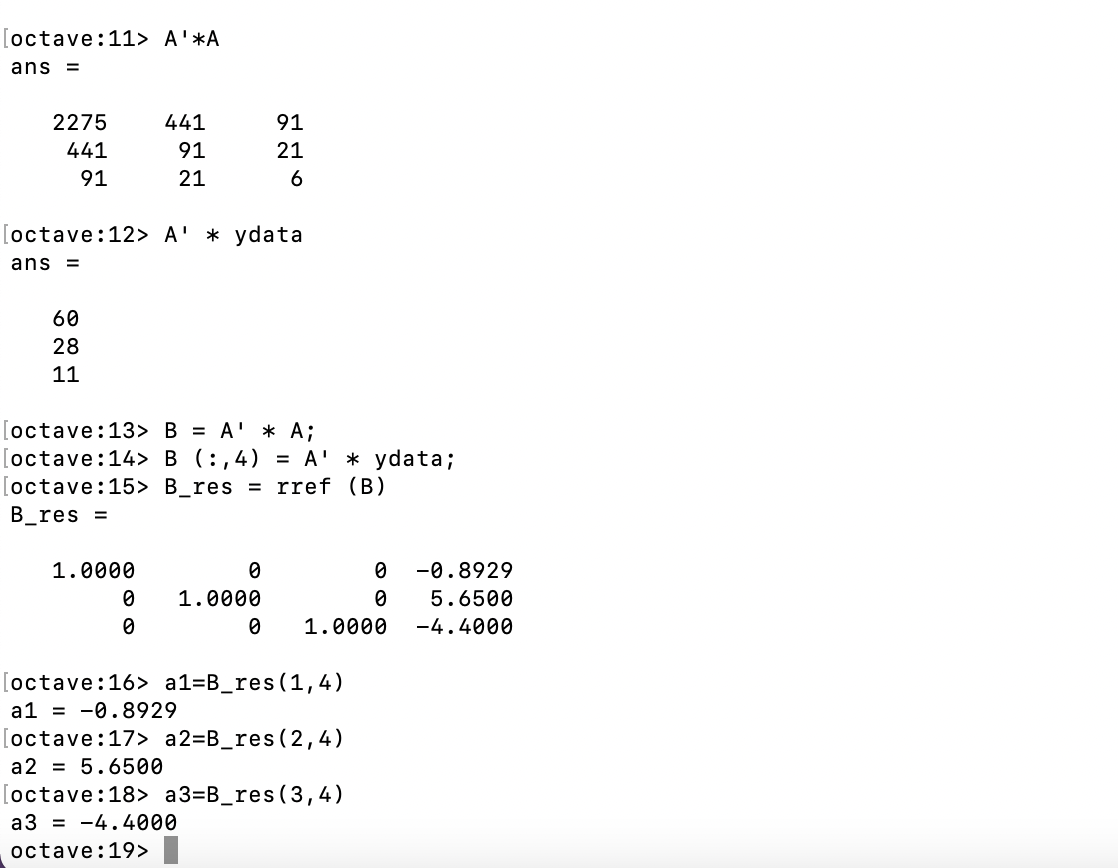 [octave:11> A'*A
ans =
2275 441 91
441 91 21
91 21 6
[octave:12> A' * ydata
ans =
60
28
11
[octave:13> B = A' * A;
[octave:14> B (:,4) = A' * ydata;
[octave:15> B_res = rref (B)
B_res =
1.0000 0 0 -0.8929
0 1.0000 0 5.6500
0 0 1.0000 -4.4000
[octave:16> a1=B_res(1,4)
a1 = -0.8929
[octave:17> a2=B_res(2,4)
a2 = 5.6500
[octave:18> a3=B_res(3,4)
a3 = -4.4000
octave:19>